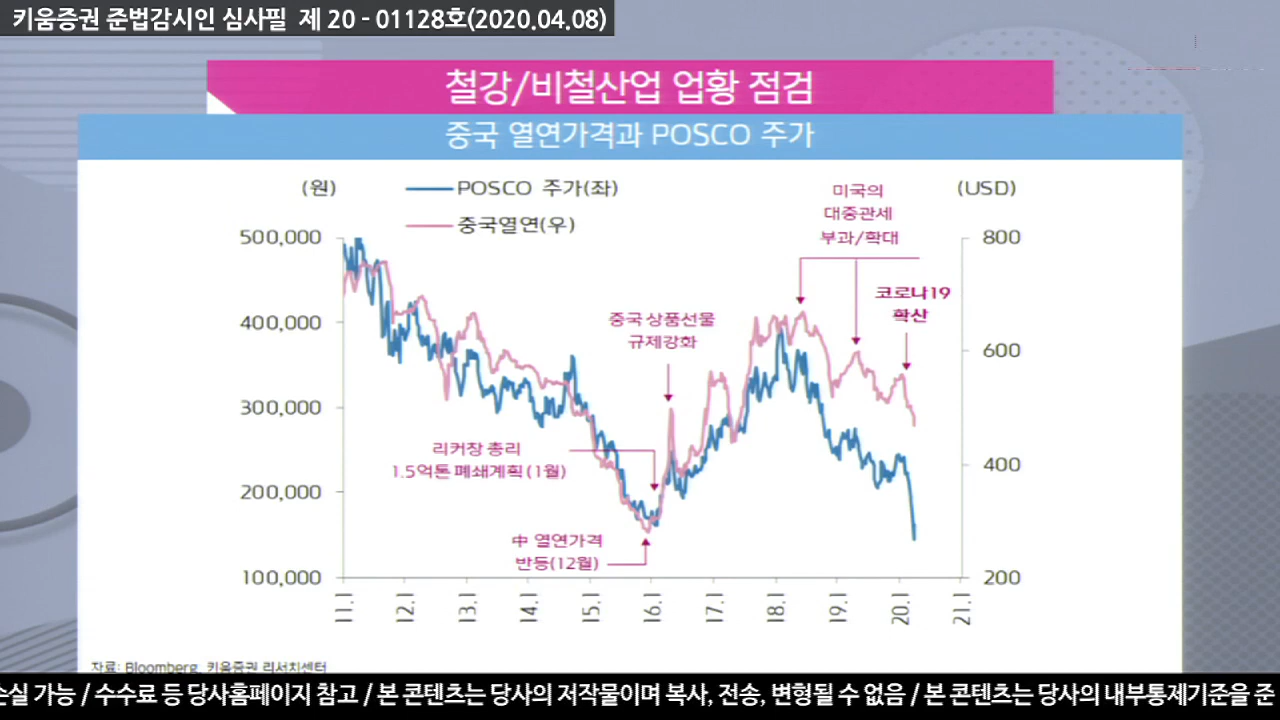 키움증권 준법감시인 심사필 제 20 - 01128호(2020.04.08)
철강/비철산업 업황 점검
중국 열연가격과 POSCO 주가
(원)
POSCO 주가(좌)
중국열연(우)
(USD)
미국의
대중관세
부과/확대
코로나19
확산
중국 상품선물
규제강화
리커장 총리
1.5억톤 폐쇄계획(1월)
中 열연가격
반등(12월)
500,000
400,000
300,000
200,000
100,000
800
600
400
200
11.1
12.1
13.1
14.1
15.1
16.1
17.1
18.1
19.1
20.1
21.1
자료: Bloomberg, 키움증권 리서치센터
손실 가능 / 수수료 등 당사홈페이지 참고 / 본 콘텐츠는 당사의 저작물이며 복사, 전송, 변형될 수 없음 / 본 콘텐츠는 당사의 내부통제기준을 준